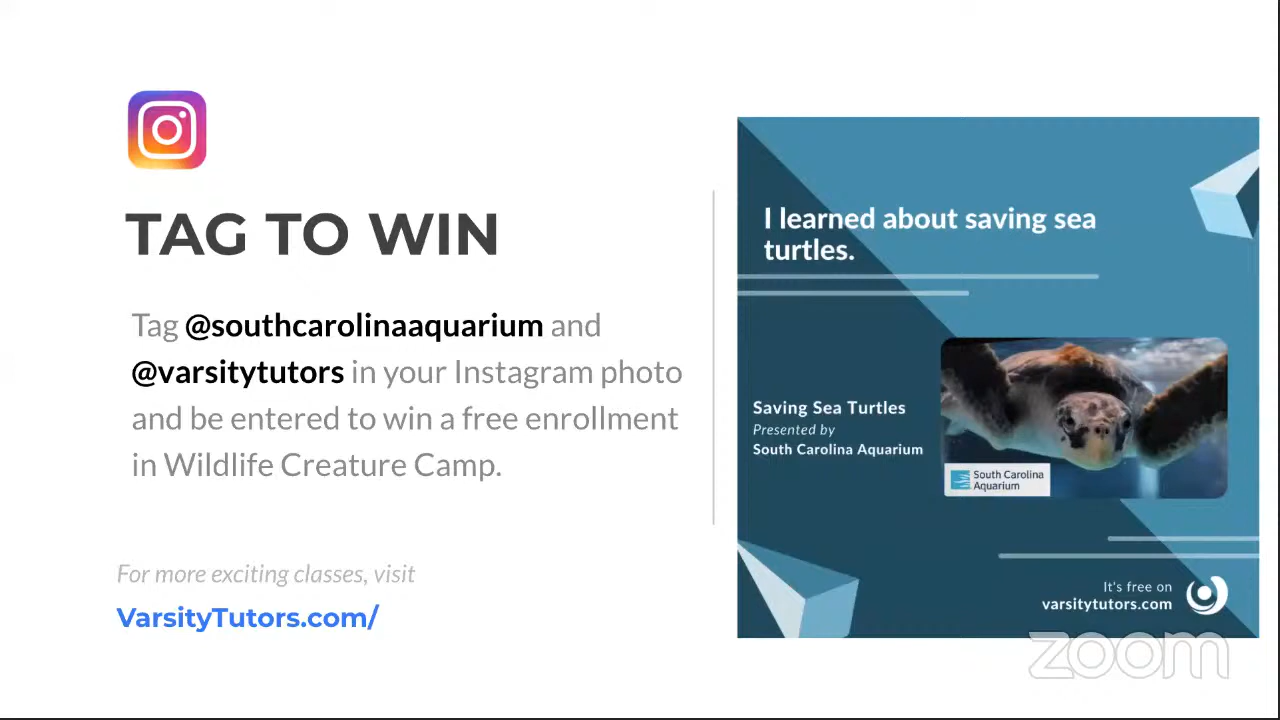 TAG TO WIN
Tag @southcarolinaaquarium and
@varsitytutors in your Instagram photo
and be entered to win a free enrollment
in Wildlife Creature Camp.
For more exciting classes, visit
VarsityTutors.com/
I learned about saving sea
turtles.
Saving Sea Turtles
Presented by
South Carolina Aquarium
South Carolina
Aquarium
It's free on
varsitytutors.com
zoom